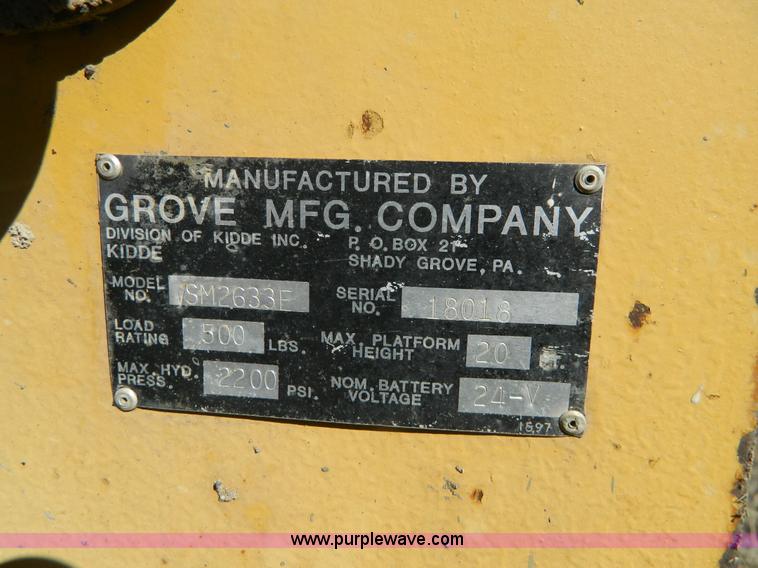 MANUFACTURED BY
GROVE MFG. COMPANY
DIVISION OF KIDDE INC.
KIDDE
P. O. BOX 21
SHADY GROVE, PA.
MODEL NO. SM2633E
SERIAL NO. 18018
LOAD RATING 500 LBS.
MAX. PLATFORM HEIGHT 20
MAX HYD. PRESS. 2200 PSI.
NOM. BATTERY VOLTAGE 24-V
1897
www.purplewave.com